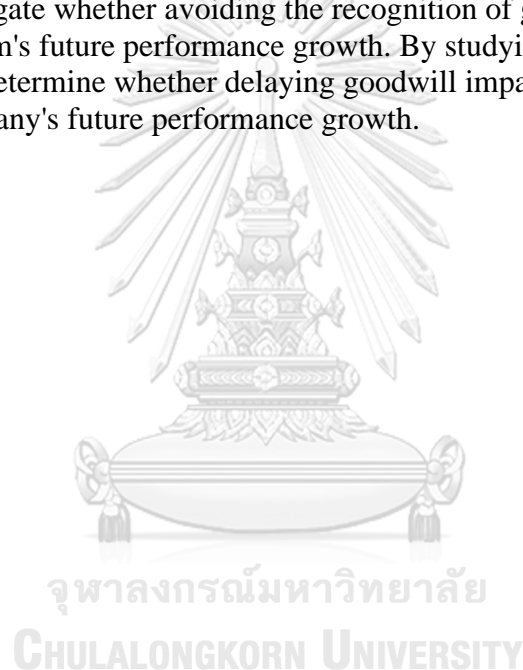 gate whether avoiding the recognition of g
m's future performance growth. By studyi
etermine whether delaying goodwill impa
any's future performance growth.
จุฬาลงกรณ์มหาวิทยาลัย
CHULALONGKORN UNIVERSITY